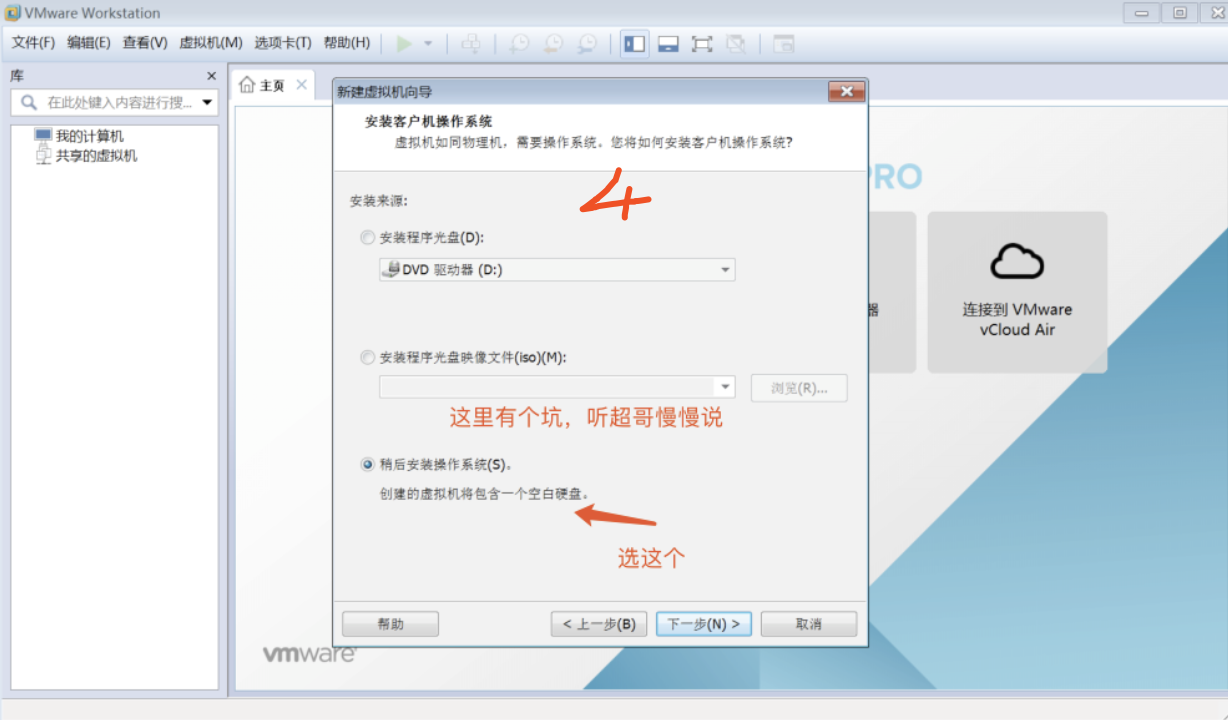 VMware Workstation
文件(F) 编辑(E) 查看(V) 虚拟机(M) 选项卡(T) 帮助(H)
库
在此处键入内容进行搜...
我的计算机
共享的虚拟机
主页
新建虚拟机向导
安装客户机操作系统
虚拟机如同物理机，需要操作系统。您将如何安装客户机操作系统?
4
安装来源:
安装程序光盘(D):
DVD 驱动器 (D:)
安装程序光盘映像文件(iso)(M):
浏览(R)...
这里有个坑，听超哥慢慢说
稍后安装操作系统(S)。
创建的虚拟机将包含一个空白硬盘。
选这个
帮助
< 上一步(B)
下一步(N) >
取消
PRO
器
连接到 VMware
vCloud Air
vmware